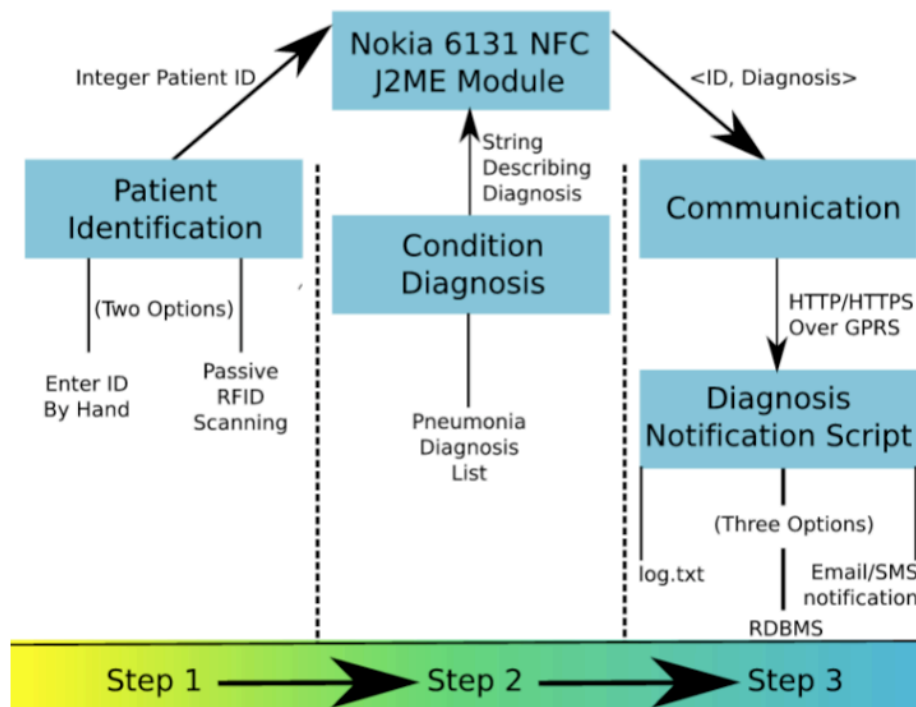 Nokia 6131 NFC
J2ME Module
Integer Patient ID
<ID, Diagnosis>
String
Describing
Diagnosis
Patient
Identification
Condition
Diagnosis
Communication
(Two Options)
Enter ID
By Hand
Passive
RFID
Scanning
Pneumonia
Diagnosis
List
HTTP/HTTPS
Over GPRS
Diagnosis
Notification Script
(Three Options)
log.txt
RDBMS
Email/SMS
notification
Step 1
Step 2
Step 3